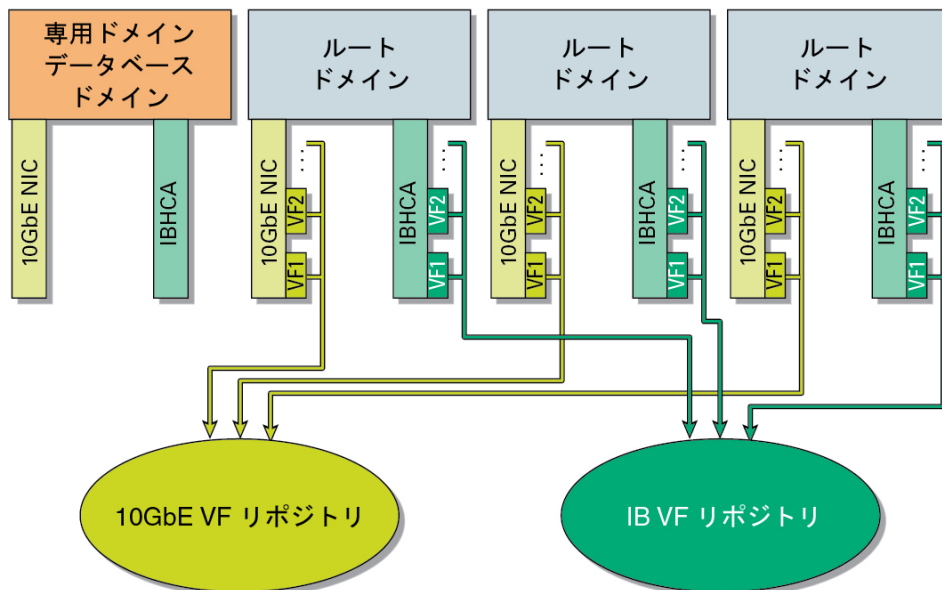 専用ドメイン
データベース
ドメイン
ルート
ドメイン
ルート
ドメイン
ルート
ドメイン
10GbE NIC
IBHCA
10GbE NIC
VF2
VF1
...
IBHCA
VF2
VF1
...
10GbE NIC
VF2
VF1
...
IBHCA
VF2
VF1
...
10GbE NIC
VF2
VF1
...
IBHCA
VF2
VF1
...
10GbE VF リポジトリ
IB VF リポジトリ